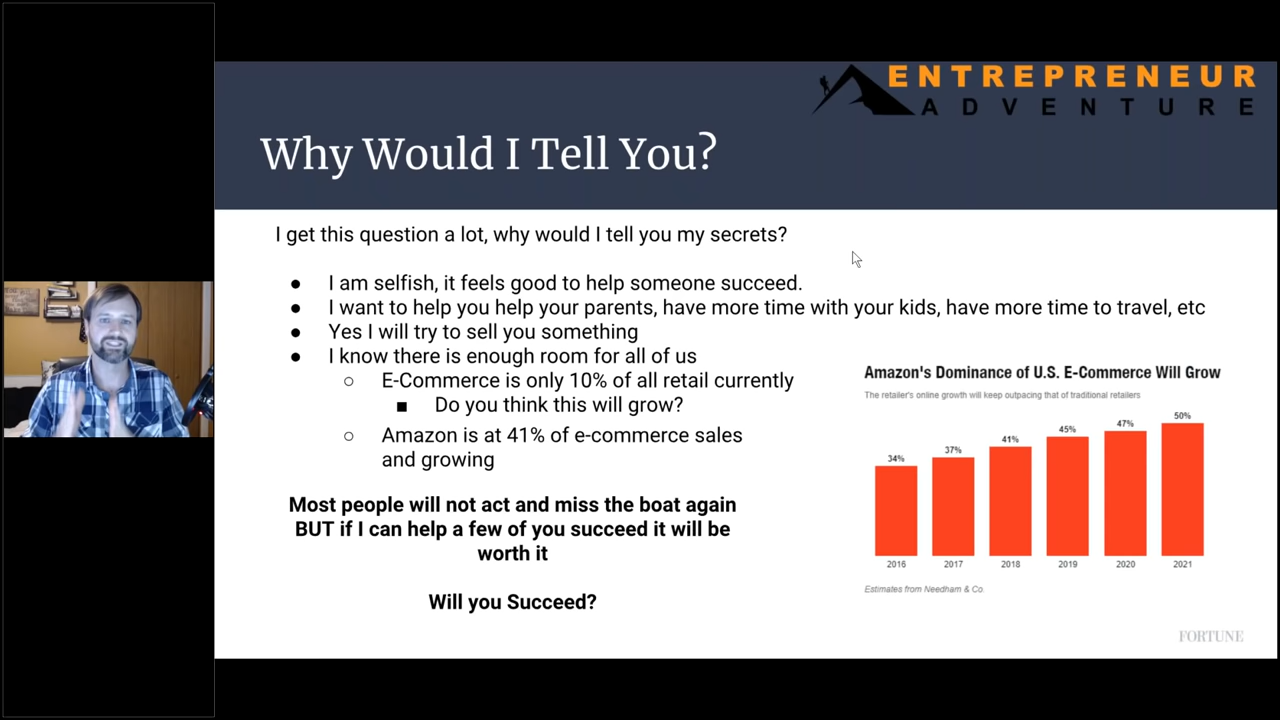 ENTREPRENEUR
ADVENTURE
Why Would I Tell You?
I get this question a lot, why would I tell you my secrets?
● I am selfish, it feels good to help someone succeed.
● I want to help you help your parents, have more time with your kids, have more time to travel, etc
● Yes I will try to sell you something
● I know there is enough room for all of us
○ E-Commerce is only 10% of all retail currently
■ Do you think this will grow?
○ Amazon is at 41% of e-commerce sales
and growing
Most people will not act and miss the boat again
BUT if I can help a few of you succeed it will be
worth it
Will you Succeed?
Amazon's Dominance of U.S. E-Commerce Will Grow
The retailer's online growth will keep outpacing that of traditional retailers
34% 37% 41% 45% 47% 50%
2016 2017 2018 2019 2020 2021
Estimates from Needham & Co.
FORTUNE